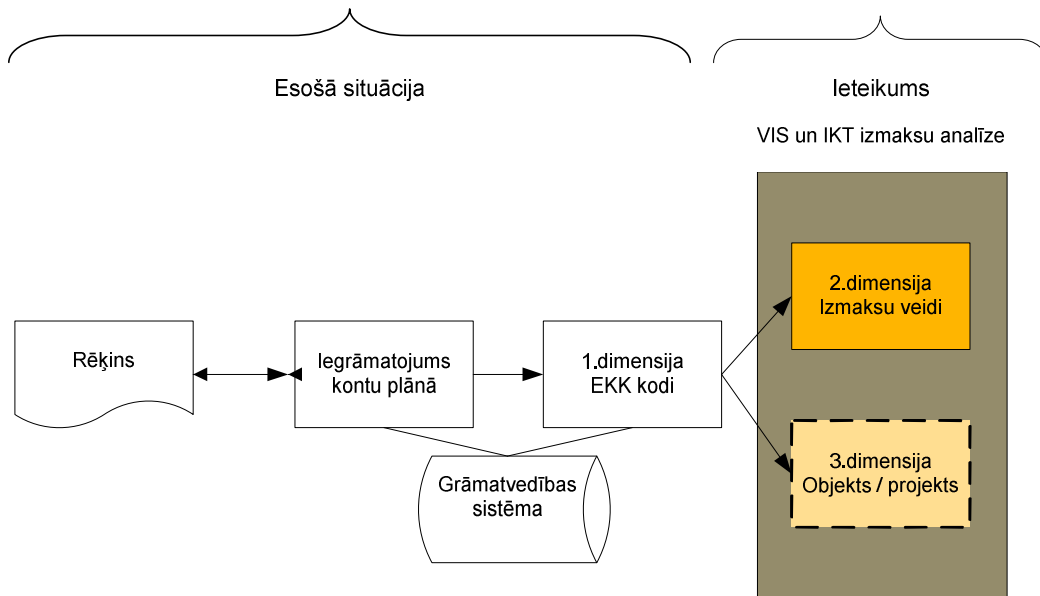 Esošā situācija
Ieteikums
VIS un IKT izmaksu analīze
2.dimensija
Izmaksu veidi
Rēķins
Iegrāmatojums
kontu plānā
1.dimensija
EKK kodi
3.dimensija
Objekts / projekts
Grāmatvedības
sistēma